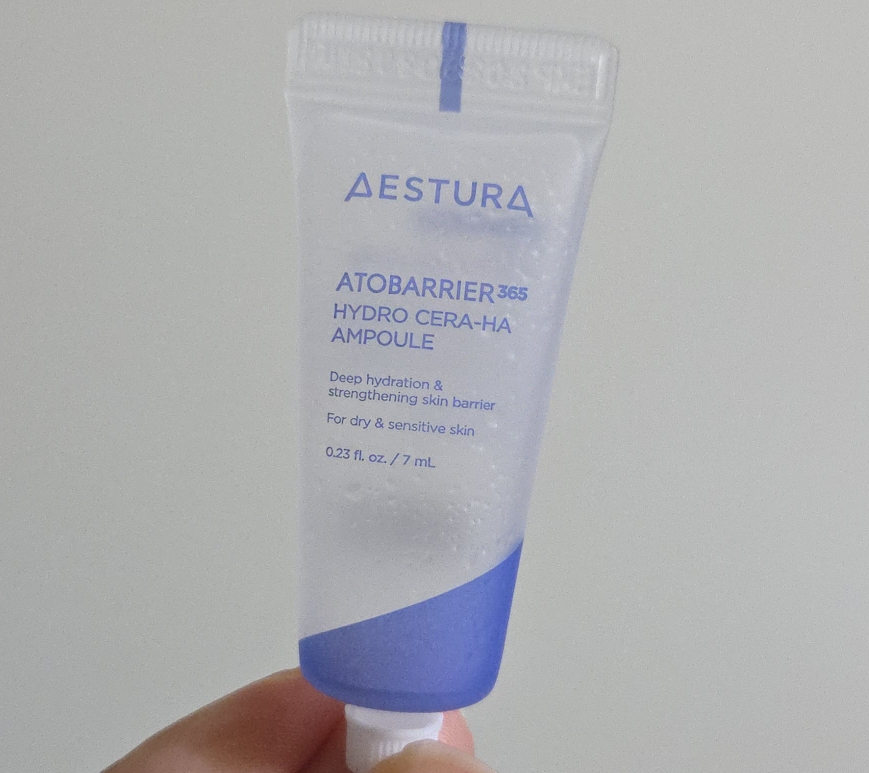 AESTURA
ATOBARRIER365
HYDRO CERA-HA
AMPOULE
Deep hydration &
strengthening skin barrier
For dry & sensitive skin
0.23 fl. oz. / 7 mL